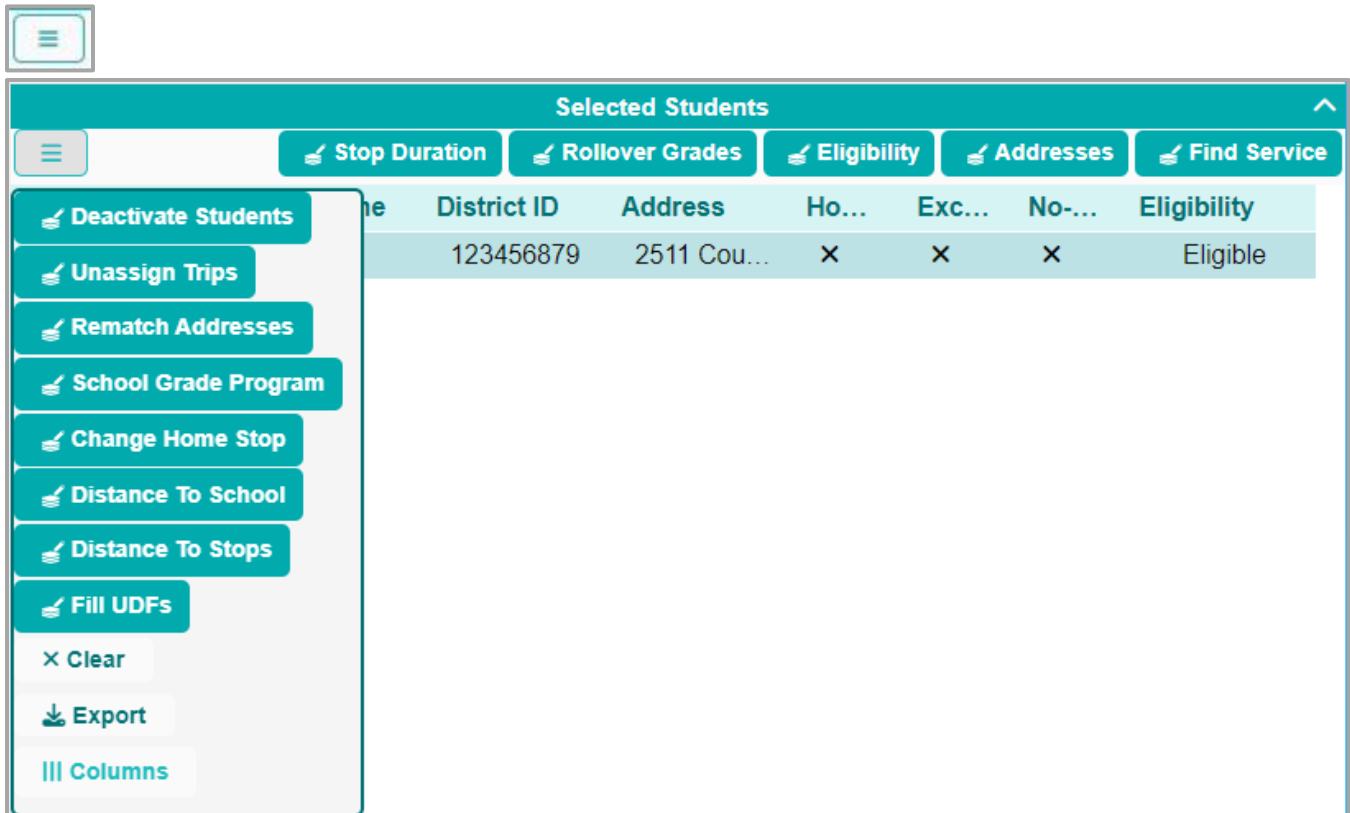 Selected Students
Stop Duration Rollover Grades Eligibility Addresses Find Service
Deactivate Students
ne District ID Address Ho... Exc... No-... Eligibility
123456879 2511 Cou... Eligible
Unassign Trips
Rematch Addresses
School Grade Program
Change Home Stop
Distance To School
Distance To Stops
Fill UDFs
Clear
Export
Columns